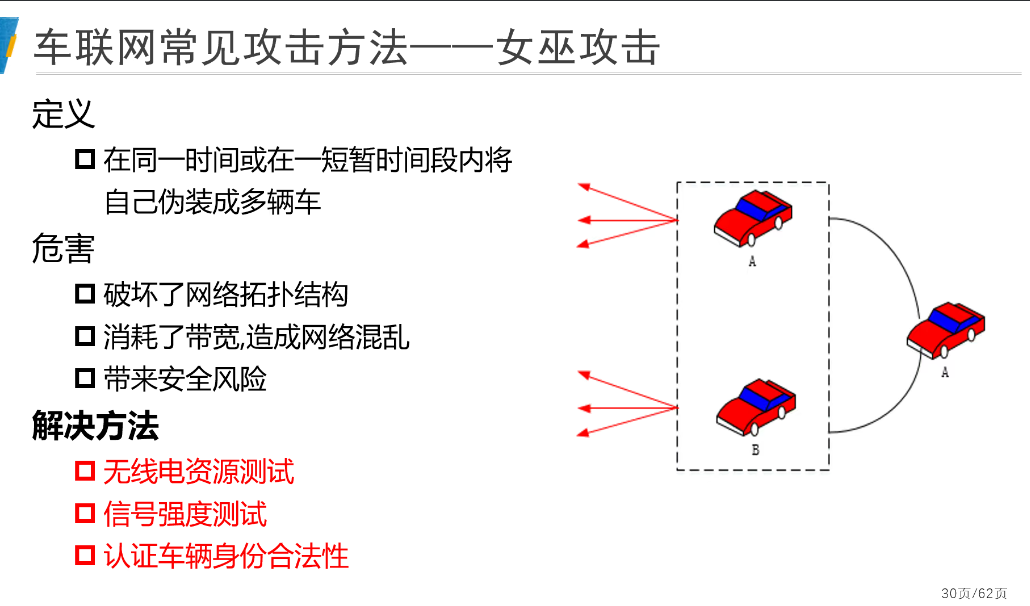 车联网常见攻击方法——女巫攻击
定义
在同一时间或在一短暂时间段内将
自己伪装成多辆车
危害
破坏了网络拓扑结构
消耗了带宽,造成网络混乱
带来安全风险
解决方法
无线电资源测试
信号强度测试
认证车辆身份合法性
A
A
B
30页/62页